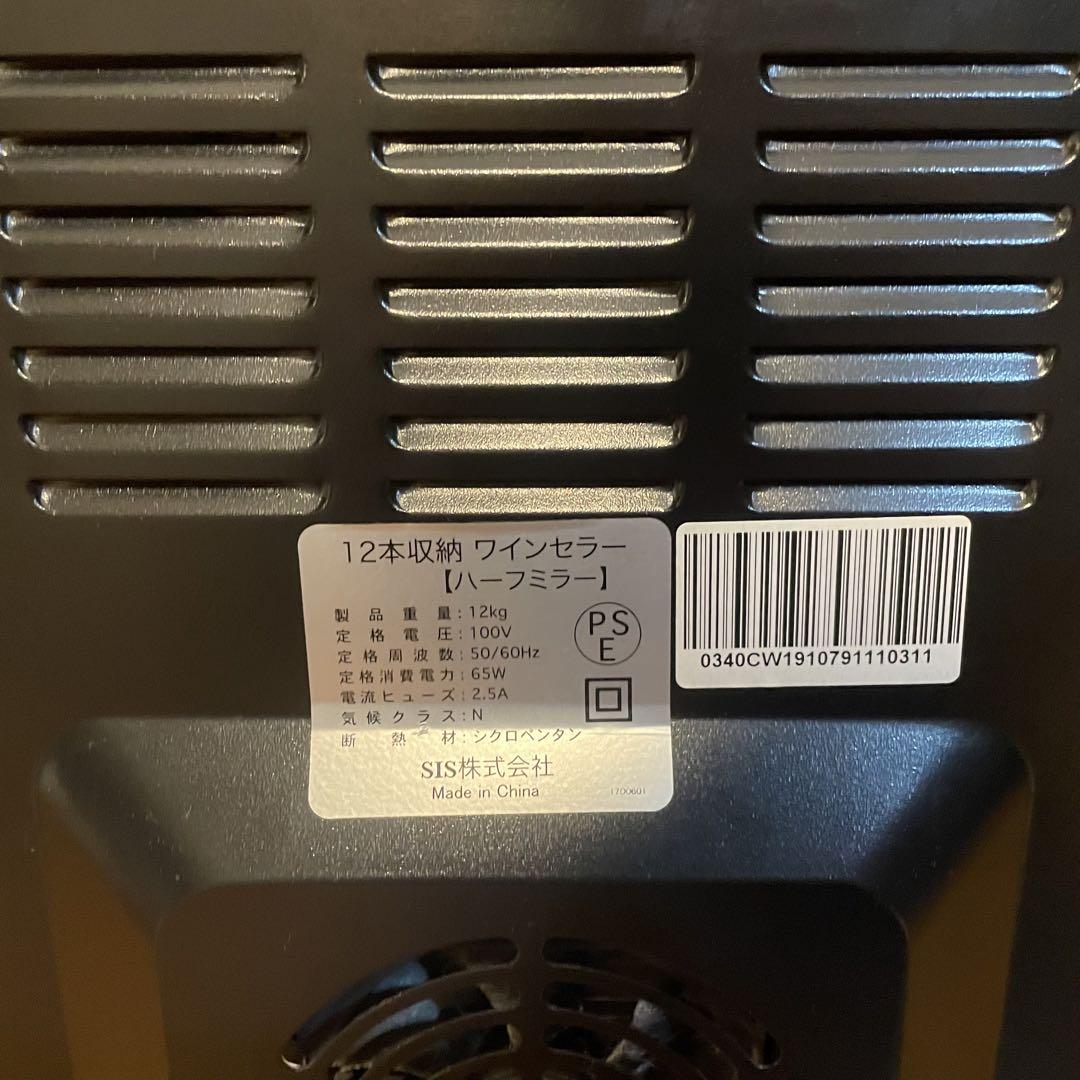 12本収納 ワインセラー
【ハーフミラー】
製品重量:12kg
定格電圧:100V
定格周波数:50/60Hz
定格消費電力:65W
電流ヒューズ:2.5A
気候クラス:N
断熱材:シクロペンタン
PS
E
SIS株式会社
Made in China
1700601
0340CW1910791110311